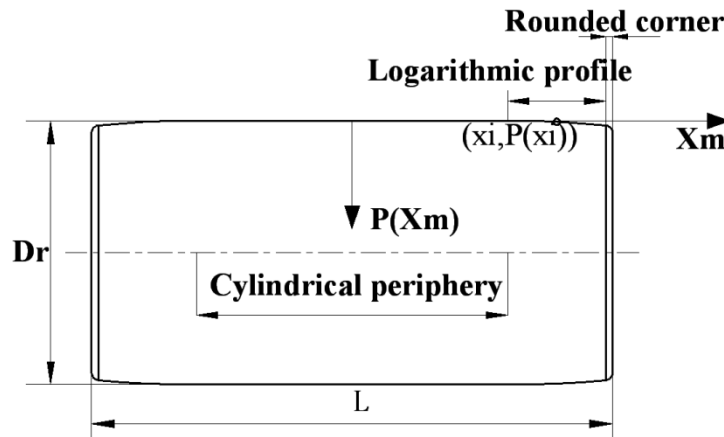 Rounded corner
Logarithmic profile
(xi,P(xi))
Xm
P(Xm)
Dr
Cylindrical periphery
L